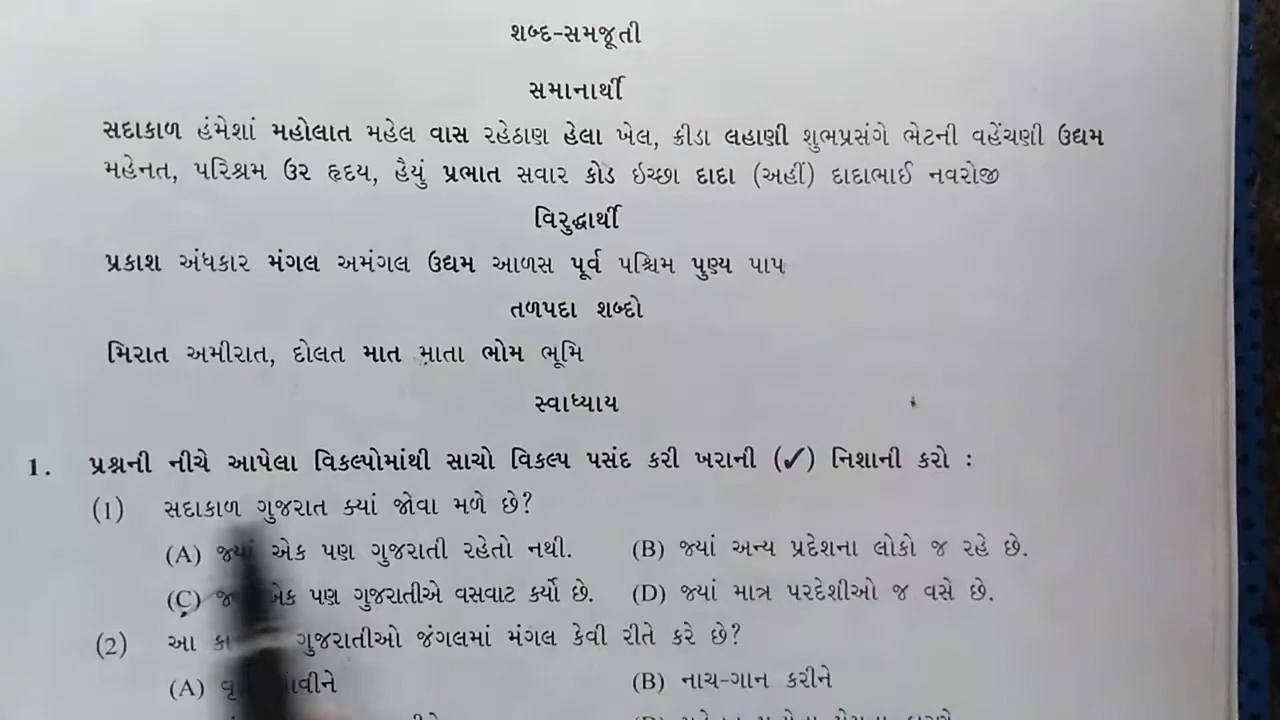 શબ્દ-સમજૂતી
સમાનાર્થી
સદાકાળ હંમેશાં મહોલાત મહેલ વાસ રહેઠાણ હેલા ખેલ, ક્રીડા લહાણી શુભપ્રસંગે ભેટની વહેંચણી ઉદ્યમ
મહેનત, પરિશ્રમ ઉર હૃદય, હૈયું પ્રભાત સવાર કોડ ઇચ્છા દાદા (અહીં) દાદાભાઈ નવરોજી
વિરુદ્ધાર્થી
પ્રકાશ અંધકાર મંગલ અમંગલ ઉદ્યમ આળસ પૂર્વ પશ્ચિમ પુણ્ય પાપ
તળપદા શબ્દો
મિરાત અમીરાત, દોલત માત માતા ભોમ ભૂમિ
સ્વાધ્યાય
1. પ્રશ્નની નીચે આપેલા વિકલ્પોમાંથી સાચો વિકલ્પ પસંદ કરી ખરાની (✓) નિશાની કરો :
(1) સદાકાળ ગુજરાત ક્યાં જોવા મળે છે?
(A) જ્યાં એક પણ ગુજરાતી રહેતો નથી. (B) જ્યાં અન્ય પ્રદેશના લોકો જ રહે છે.
(C) એક પણ ગુજરાતીએ વસવાટ કર્યો છે. (D) જ્યાં માત્ર પરદેશીઓ જ વસે છે.
(2) આ ગુજરાતીઓ જંગલમાં મંગલ કેવી રીતે કરે છે?
(A) (B) નાચ-ગાન કરીને